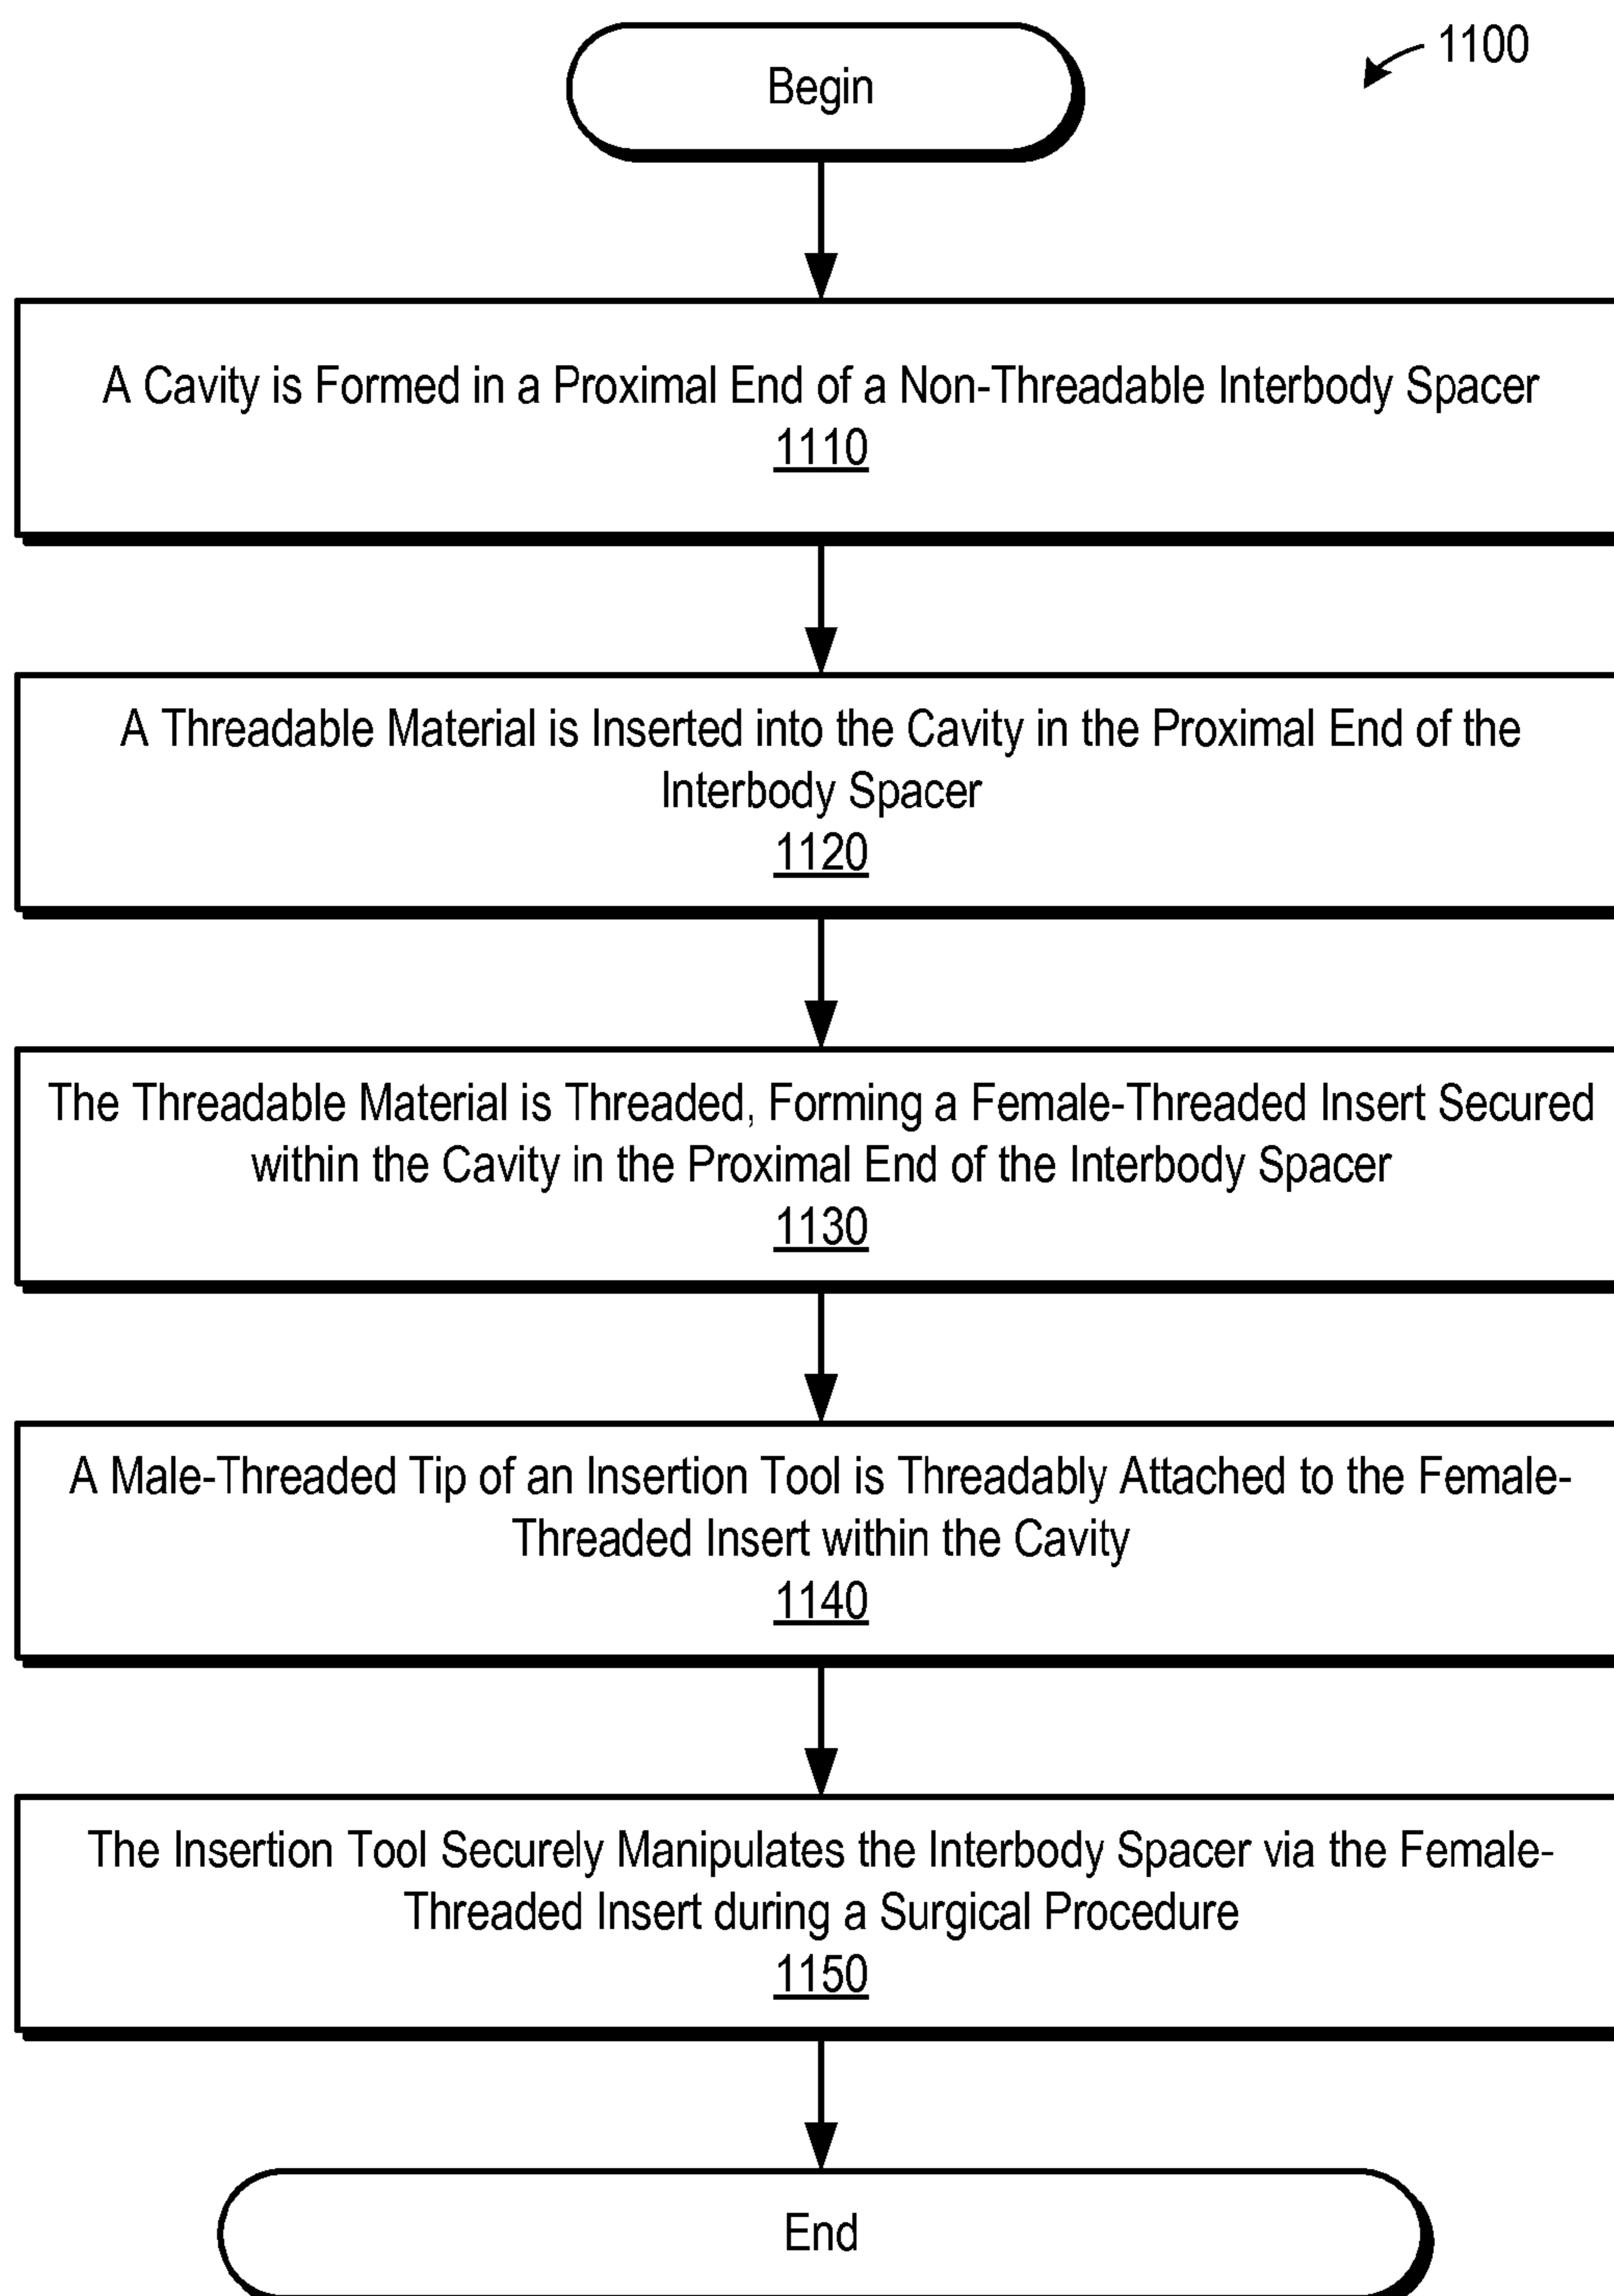 1100
Begin
A Cavity is Formed in a Proximal End of a Non-Threadable Interbody Spacer
1110
A Threadable Material is Inserted into the Cavity in the Proximal End of the
Interbody Spacer
1120
The Threadable Material is Threaded, Forming a Female-Threaded Insert Secured
within the Cavity in the Proximal End of the Interbody Spacer
1130
A Male-Threaded Tip of an Insertion Tool is Threadably Attached to the Female-
Threaded Insert within the Cavity
1140
The Insertion Tool Securely Manipulates the Interbody Spacer via the Female-
Threaded Insert during a Surgical Procedure
1150
End